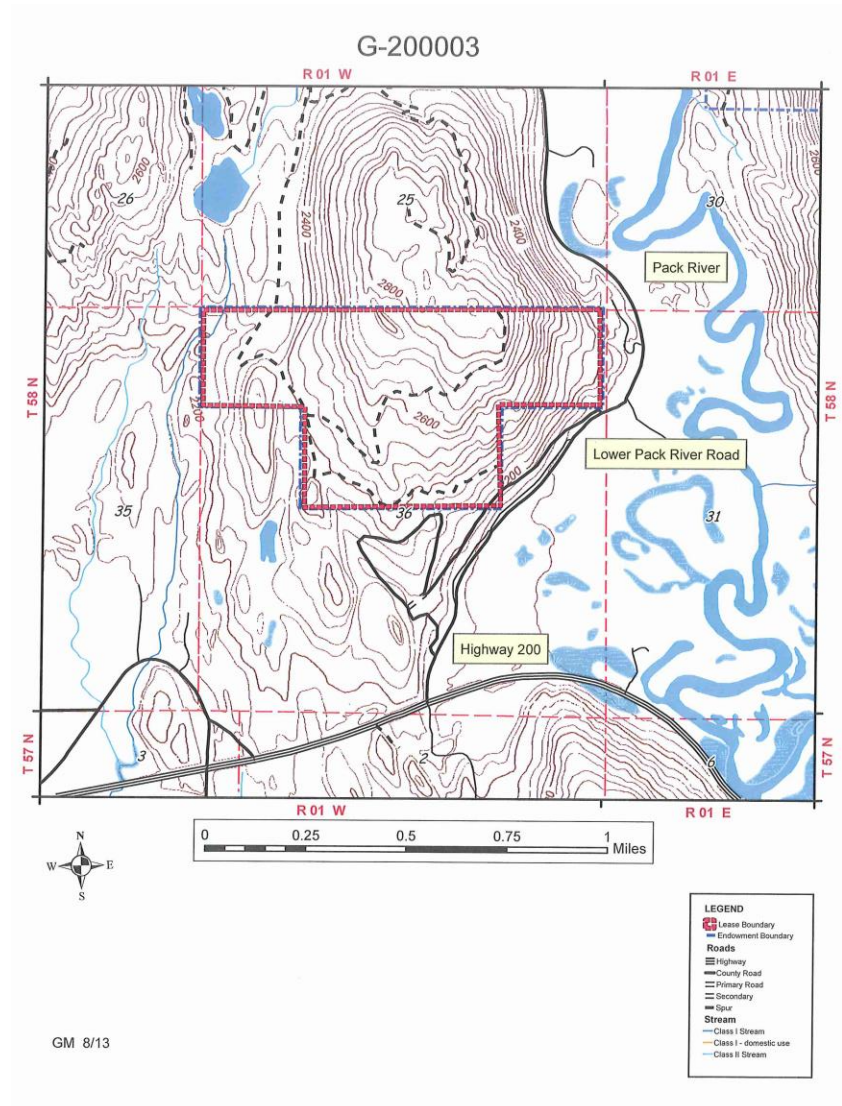 G-200003
R 01 W
R 01 E
26
25
30
2600
2600
2400
2400
Pack River
2800
T 58 N
T 58 N
2200
2600
Lower Pack River Road
200
35
36
31
Highway 200
T 57 N
T 57 N
3
2
6
R 01 W
R 01 E
N
W E
S
0 0.25 0.5 0.75 1
Miles
LEGEND
Lease Boundary
Endowment Boundary
Roads
Highway
County Road
Primary Road
Secondary
Spur
Stream
Class I Stream
Class I - domestic use
Class II Stream
GM 8/13